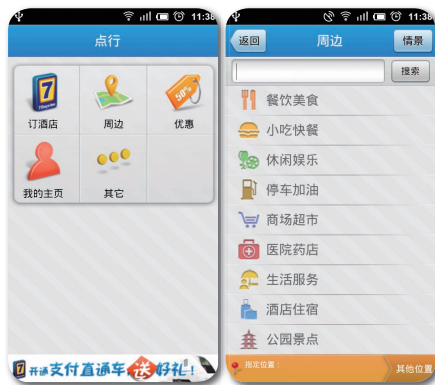 11:38
点行
7
50%
订酒店
周边
优惠
我的主页
其它
7 开通支付直通车 送 好礼!
11:38
返回
周边
情景
搜索
餐饮美食
小吃快餐
休闲娱乐
停车加油
商场超市
医院药店
生活服务
酒店住宿
公园景点
指定位置:
其他位置